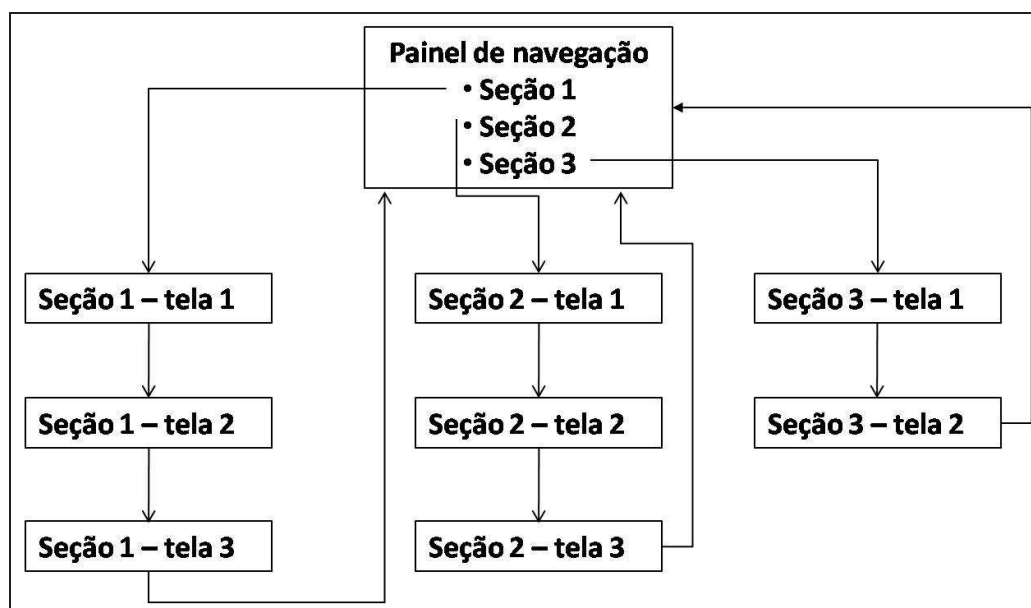 Painel de navegação
• Seção 1
• Seção 2
• Seção 3
Seção 1 – tela 1
Seção 2 – tela 1
Seção 3 – tela 1
Seção 1 – tela 2
Seção 2 – tela 2
Seção 3 – tela 2
Seção 1 – tela 3
Seção 2 – tela 3